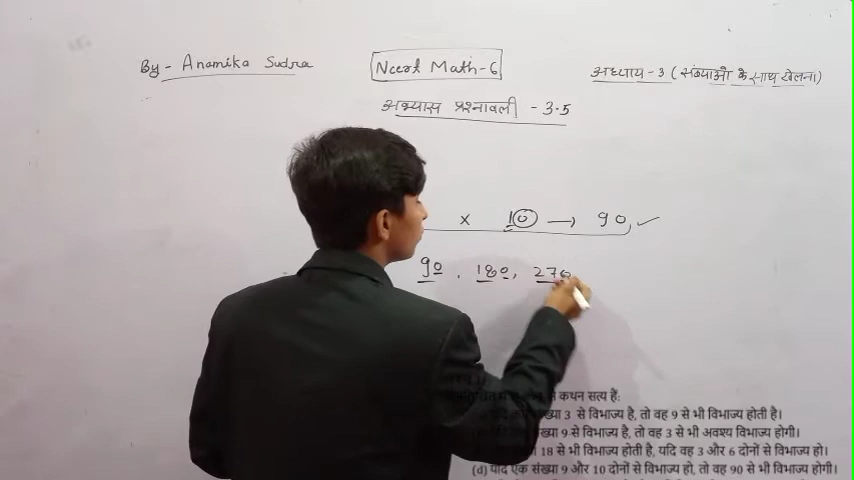 By- Anamika Sudra
Ncert Math-6
अध्याय - 3 (संख्याओ के साथ खेलना)
अभ्यास प्रश्नावली - 3.5
x 10 → 90 ✓
90, 180, 270
कथन सत्य हैं:
3 से विभाज्य है, तो वह 9 से भी विभाज्य होती है।
9 से विभाज्य है, तो वह 3 से भी अवश्य विभाज्य होगी।
18 से भी विभाज्य होती है, यदि वह 3 और 6 दोनों से विभाज्य हो।
(d) यदि एक संख्या 9 और 10 दोनों से विभाज्य हो, तो वह 90 से भी विभाज्य होगी।